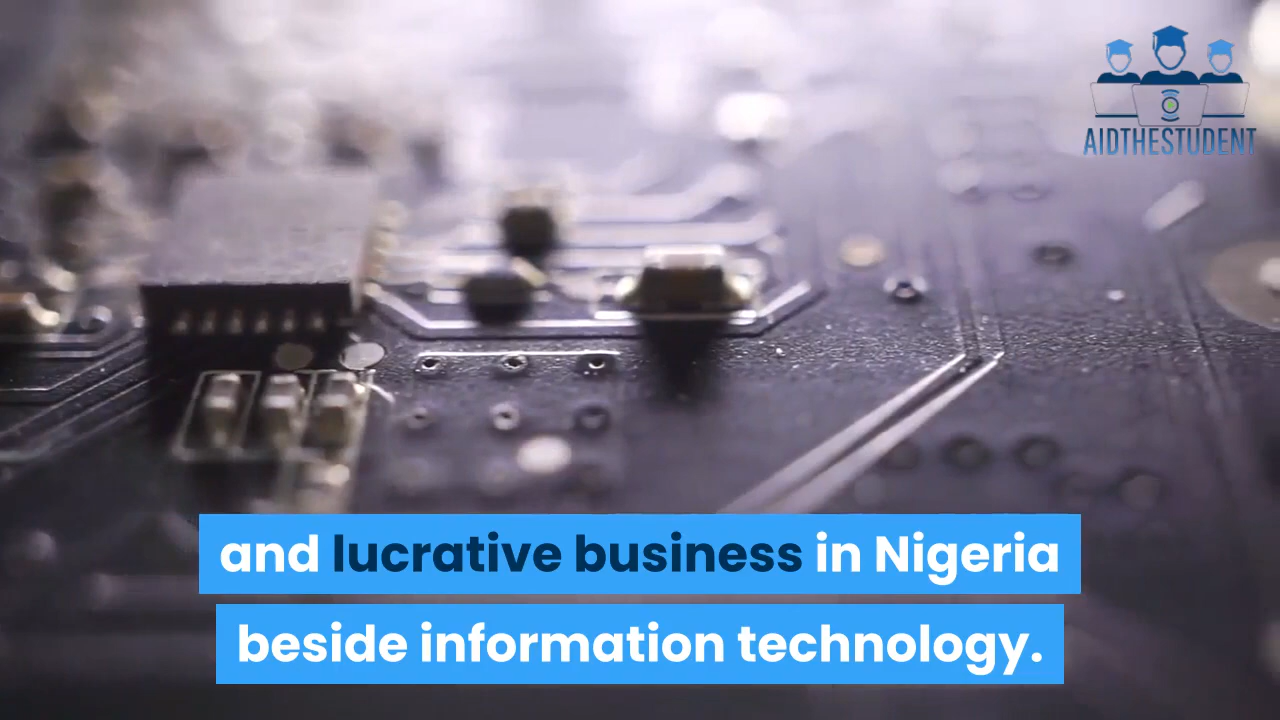 AIDTHESTUDENT
and lucrative business in Nigeria
beside information technology.